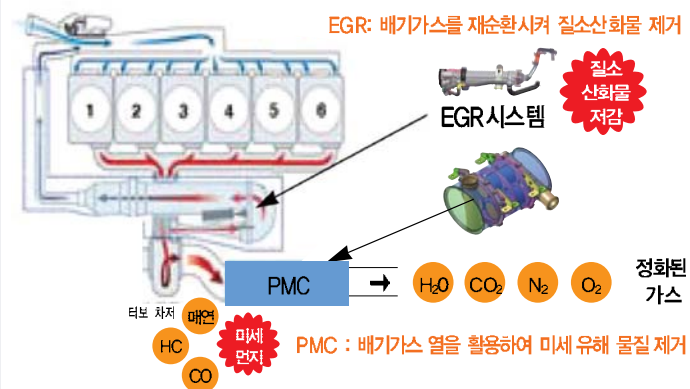 EGR: 배기가스를 재순환시켜 질소산화물 제거
질소
산화물
저감
EGR시스템
1 2 3 4 5 6
PMC
H2O CO2 N2 O2
정화된
가스
터보 차저
매연
HC
CO
미세
먼지
PMC : 배기가스 열을 활용하여 미세 유해 물질 제거